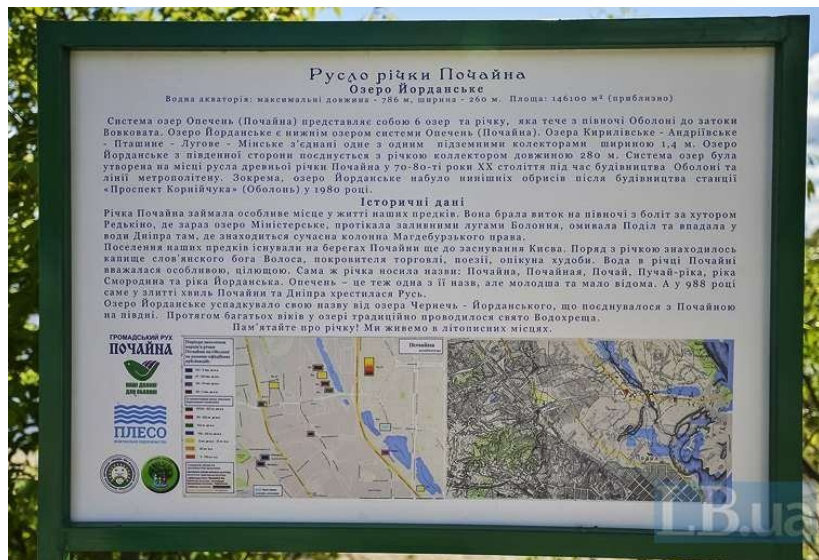 Русло річки Почайна
Озеро Йорданське
Водна акваторія: максимальні довжина - 786 м, ширина - 260 м. Площа: 146100 м² (приблизно)
Система озер Опечень (Почайна) представляє собою 6 озер та річку, яка тече з півночі Оболоні до затоки
Вовковата. Озеро Йорданське є нижнім озером системи Опечень (Почайна). Озера Кирилівське - Андріївське
- Пташине - Лугове - Мінське з'єднані одне з одним підземними колекторами шириною 1,4 м. Озеро
Йорданське з південної сторони поєднується з річкою коллектором довжиною 280 м. Система озер була
утворена на місці русла древньої річки Почайна у 70-80-ті роки ХХ століття під час будівництва Оболоні та
лінії метрополітену. Зокрема, озеро Йорданське набуло нинішніх обрисів після будівництва станції
«Проспект Корнійчука» (Оболонь) у 1980 році.
Історичні дані
Річка Почайна займала особливе місце у житті наших предків. Вона брала виток на півночі з боліт за хутором
Редькіно, де зараз озеро Міністерське, протікала заливними лугами Болоння, омивала Поділ та впадала у
води Дніпра там, де знаходиться сучасна колонна Магдебурзького права.
Поселення наших предків існували на берегах Почайни ще до заснування Києва. Поряд з річкою знаходилось
капище слов'янского бога Волоса, покровителя торговлі, поезії, опікуна худоби. Вода в річці Почайні
вважалася особливою, цілющою. Сама ж річка носила назви: Почайна, Почайная, Почай, Пучай-ріка, ріка
Смородина та ріка Йорданська. Опечень – це теж одна з її назв, але молодша та мало відома. А у 988 році
саме у злитті хвиль Почайни та Дніпра хрестилася Русь.
Озеро Йорданське успадкувало свою назву від озера Чернечь - Йорданського, що поєднувалося з Почайною
на півдні. Протягом багатьох віків у озері традиційно проводилося свято Водохреща.
Пам'ятайте про річку! Ми живемо в літописних місцях.
ГРОМАДСЬКИЙ РУХ
ПОЧАЙНА
ПЛЕСО
Почайна
LB.ua